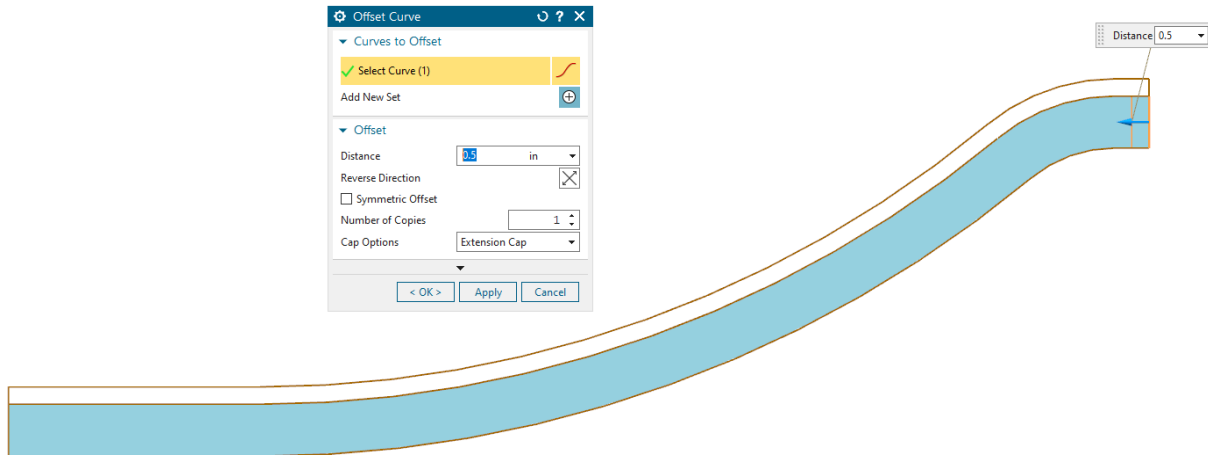 Offset Curve
Curves to Offset
Select Curve (1)
Add New Set
Offset
Distance 0.5 in
Reverse Direction
Symmetric Offset
Number of Copies 1
Cap Options Extension Cap
< OK > Apply Cancel
Distance 0.5